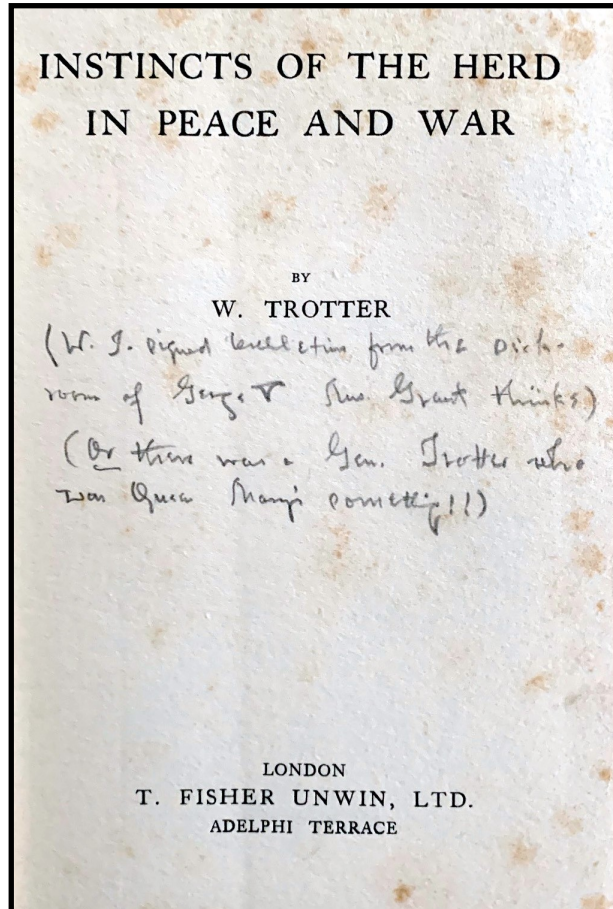 INSTINCTS OF THE HERD
IN PEACE AND WAR
BY
W. TROTTER
(W. T. signed bulletins from the sick-
room of George V Mrs. Grant thinks)
(Or there was a Gen. Trotter who
was Queen Mary's something!!)
LONDON
T. FISHER UNWIN, LTD.
ADELPHI TERRACE